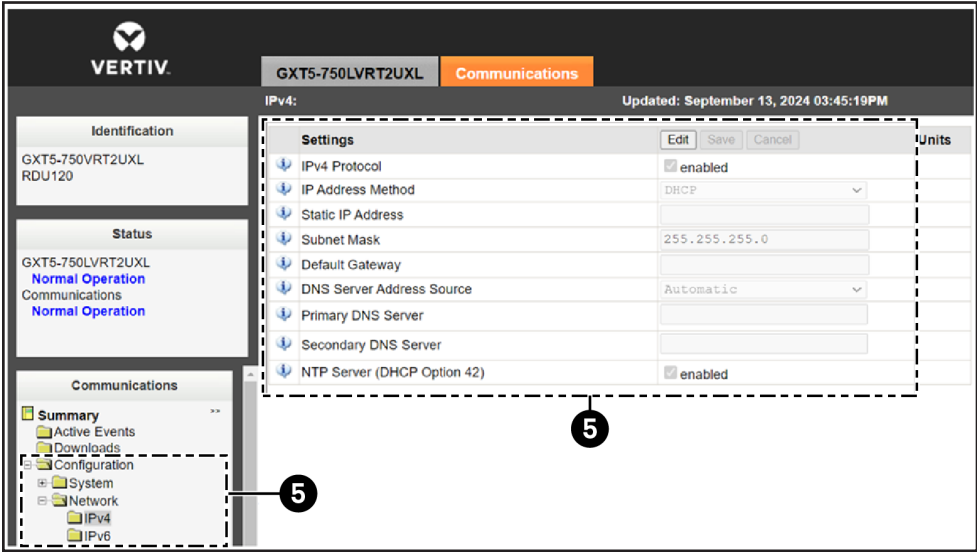 VERTIV.
GXT5-750LVRT2UXL
Communications
IPv4:
Updated: September 13, 2024 03:45:19PM
Identification
GXT5-750VRT2UXL
RDU120
Status
GXT5-750LVRT2UXL
Normal Operation
Communications
Normal Operation
Communications
Summary >>
Active Events
Downloads
Configuration
System
Network
IPv4
IPv6
5
Settings Edit Save Cancel Units
IPv4 Protocol enabled
IP Address Method DHCP
Static IP Address
Subnet Mask 255.255.255.0
Default Gateway
DNS Server Address Source Automatic
Primary DNS Server
Secondary DNS Server
NTP Server (DHCP Option 42) enabled
5